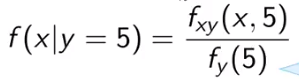 f(x|y = 5) = f_xy(x, 5) / f_y(5)